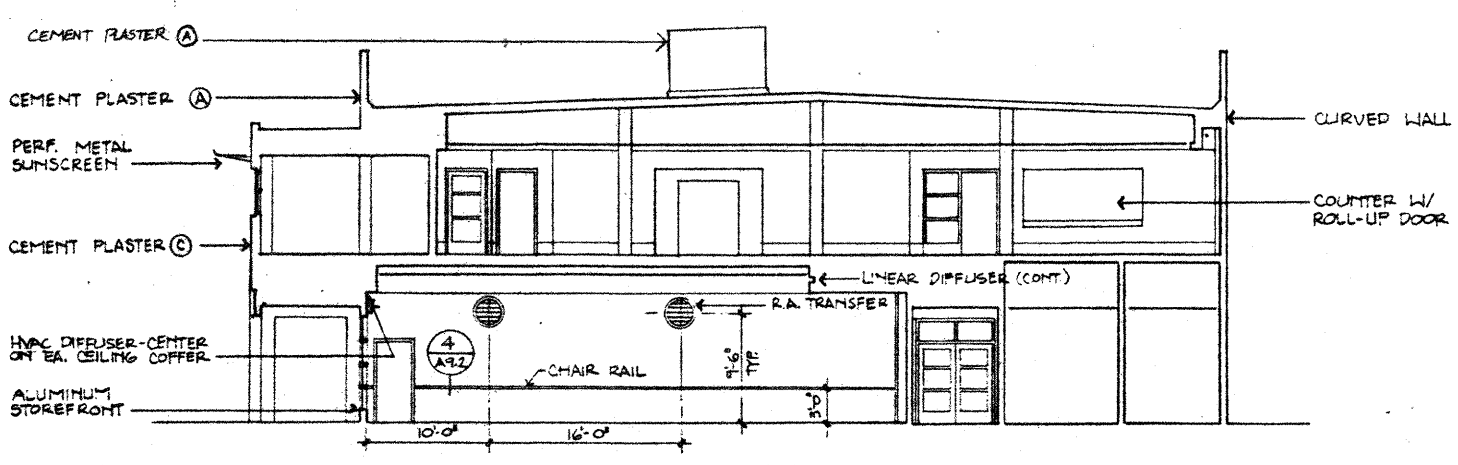 CEMENT PLASTER A
CEMENT PLASTER A
PERF. METAL
SUNSCREEN
CEMENT PLASTER C
HVAC DIFFUSER-CENTER
ON EA. CEILING COFFER
ALUMINUM
STOREFRONT
CURVED WALL
COUNTER W/
ROLL-UP DOOR
LINEAR DIFFUSER (CONT.)
R.A. TRANSFER
4
A9.2
CHAIR RAIL
9'-6"
TYP.
3'-0"
10'-0"
16'-0"